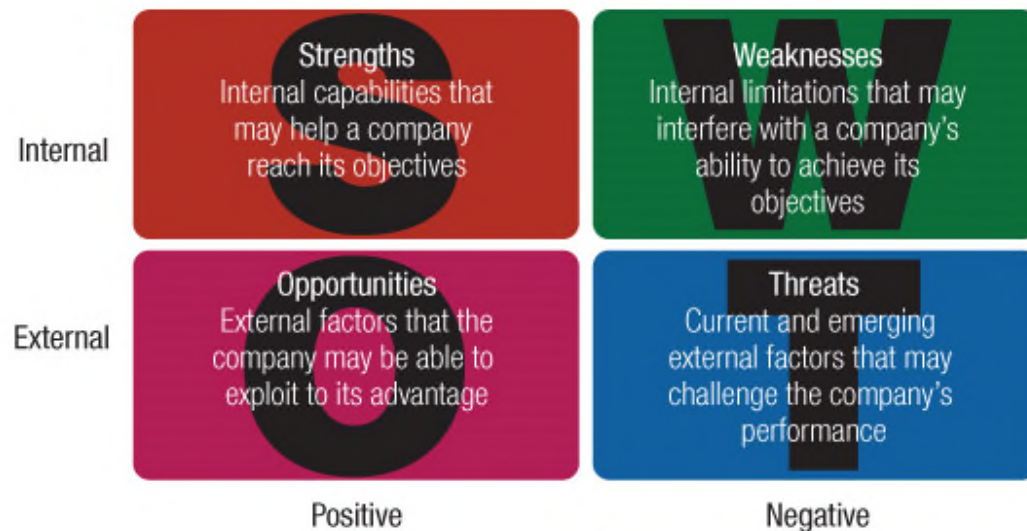 Internal
Strengths
Internal capabilities that
may help a company
reach its objectives
S
Weaknesses
Internal limitations that may
interfere with a company's
ability to achieve its
objectives
W
External
Opportunities
External factors that the
company may be able to
exploit to its advantage
O
Threats
Current and emerging
external factors that may
challenge the company's
performance
T
Positive
Negative